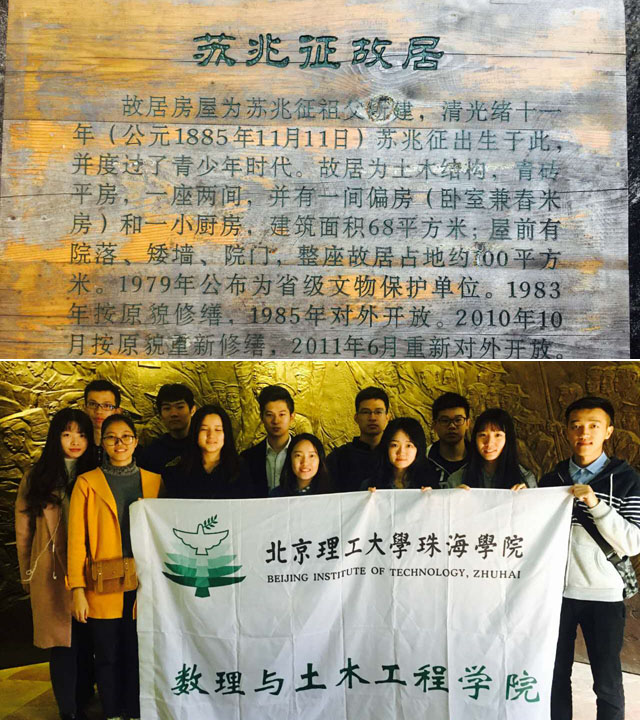 苏兆征故居
故居房屋为苏兆征祖父所建，清光绪十一
年（公元1885年11月11日）苏兆征出生于此，
并度过了青少年时代。故居为土木结构，青砖
平房，一座两间，并有一间偏房（卧室兼舂米
房）和一小厨房，建筑面积68平方米；屋前有
院落、矮墙、院门，整座故居占地约100平方
米。1979年公布为省级文物保护单位。1983
年按原貌修缮，1985年对外开放。2010年10
月按原貌重新修缮，2011年6月重新对外开放。
北京理工大學珠海學院
BEIJING INSTITUTE OF TECHNOLOGY, ZHUHAI
数理与土木工程学院